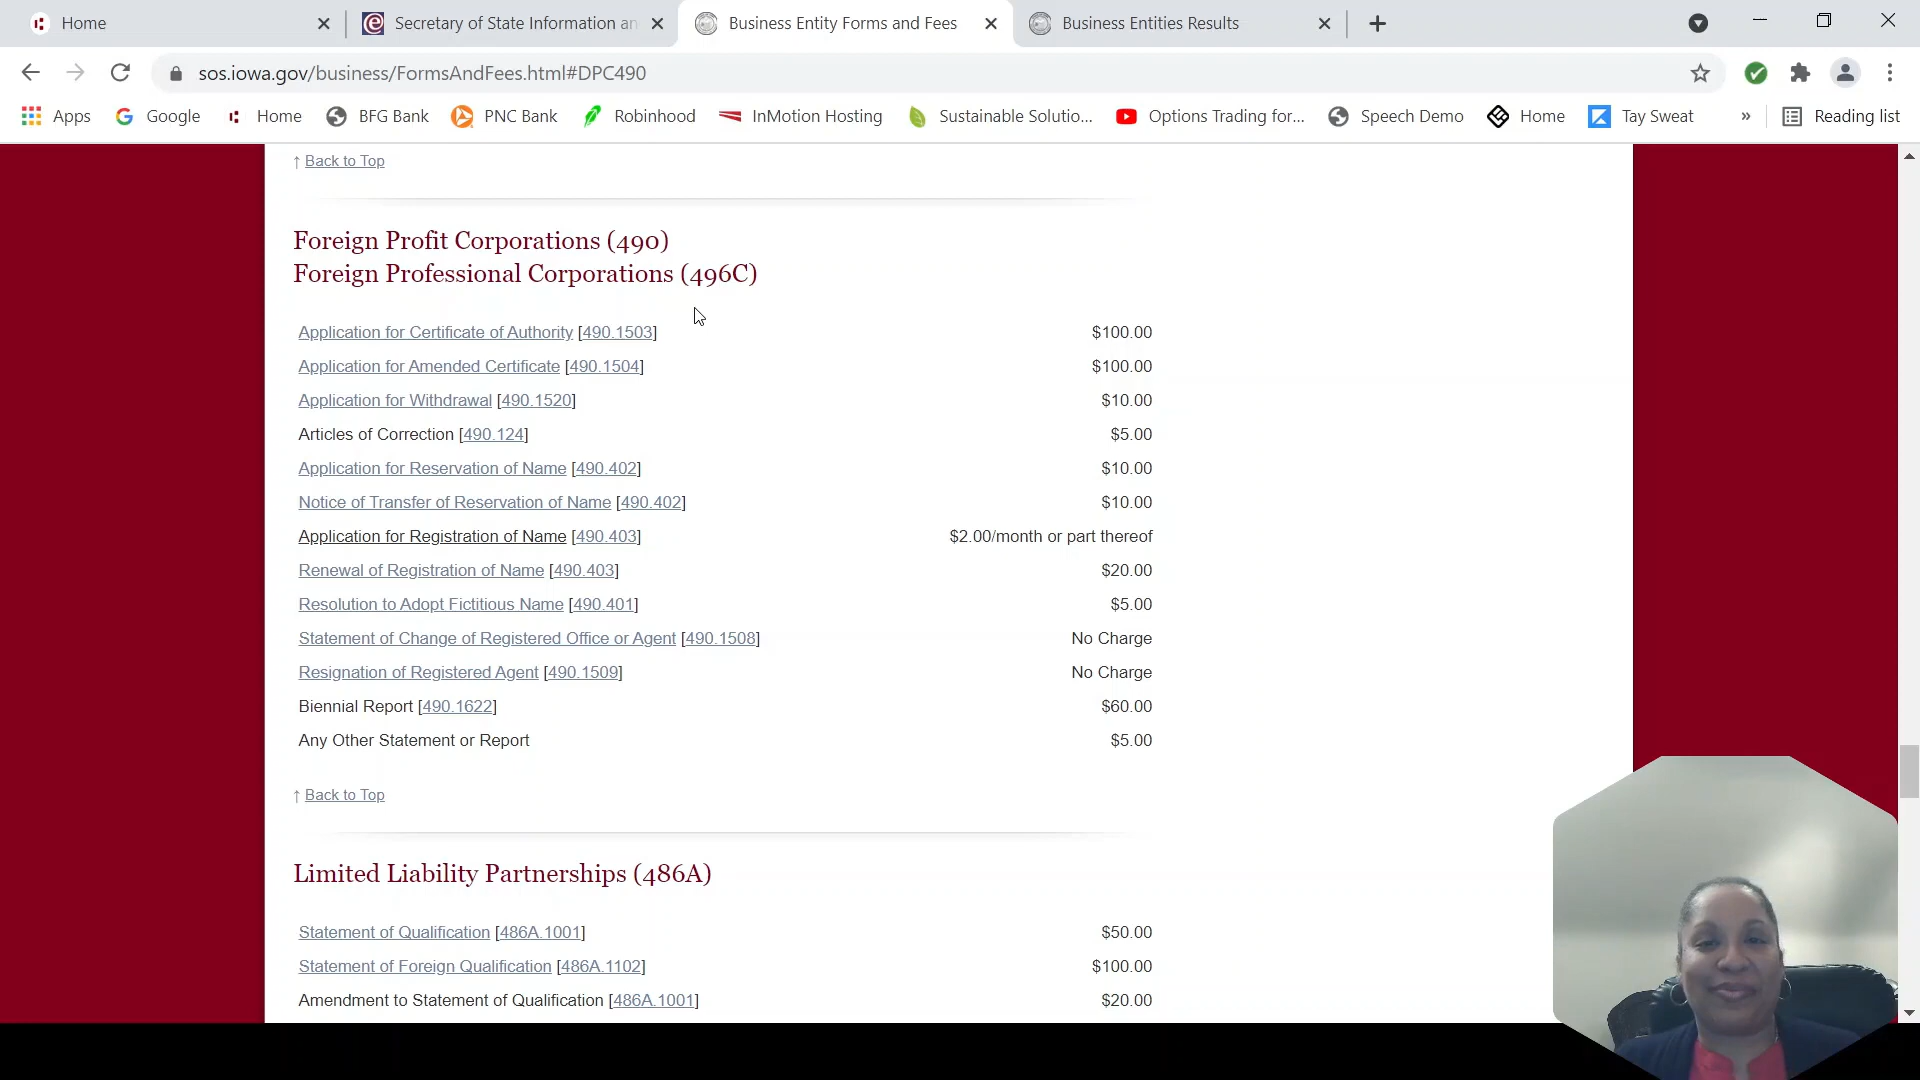 Home
Secretary of State Information an
Business Entity Forms and Fees
Business Entities Results
sos.iowa.gov/business/FormsAndFees.html#DPC490
Apps
Google
Home
BFG Bank
PNC Bank
Robinhood
InMotion Hosting
Sustainable Solutio...
Options Trading for...
Speech Demo
Home
Tay Sweat
»
Reading list
↑ Back to Top
Foreign Profit Corporations (490)
Foreign Professional Corporations (496C)
Application for Certificate of Authority [490.1503] $100.00
Application for Amended Certificate [490.1504] $100.00
Application for Withdrawal [490.1520] $10.00
Articles of Correction [490.124] $5.00
Application for Reservation of Name [490.402] $10.00
Notice of Transfer of Reservation of Name [490.402] $10.00
Application for Registration of Name [490.403] $2.00/month or part thereof
Renewal of Registration of Name [490.403] $20.00
Resolution to Adopt Fictitious Name [490.401] $5.00
Statement of Change of Registered Office or Agent [490.1508] No Charge
Resignation of Registered Agent [490.1509] No Charge
Biennial Report [490.1622] $60.00
Any Other Statement or Report $5.00
↑ Back to Top
Limited Liability Partnerships (486A)
Statement of Qualification [486A.1001] $50.00
Statement of Foreign Qualification [486A.1102] $100.00
Amendment to Statement of Qualification [486A.1001] $20.00